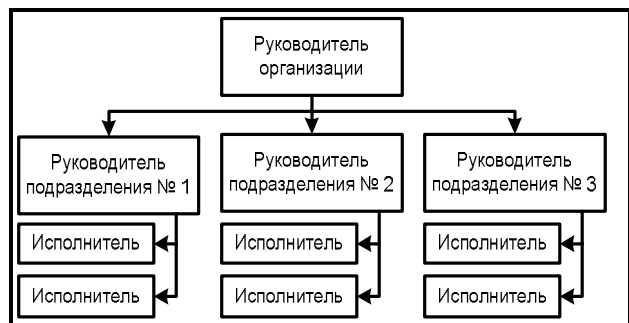 Руководитель
организации
Руководитель
подразделения № 1
Руководитель
подразделения № 2
Руководитель
подразделения № 3
Исполнитель
Исполнитель
Исполнитель
Исполнитель
Исполнитель
Исполнитель